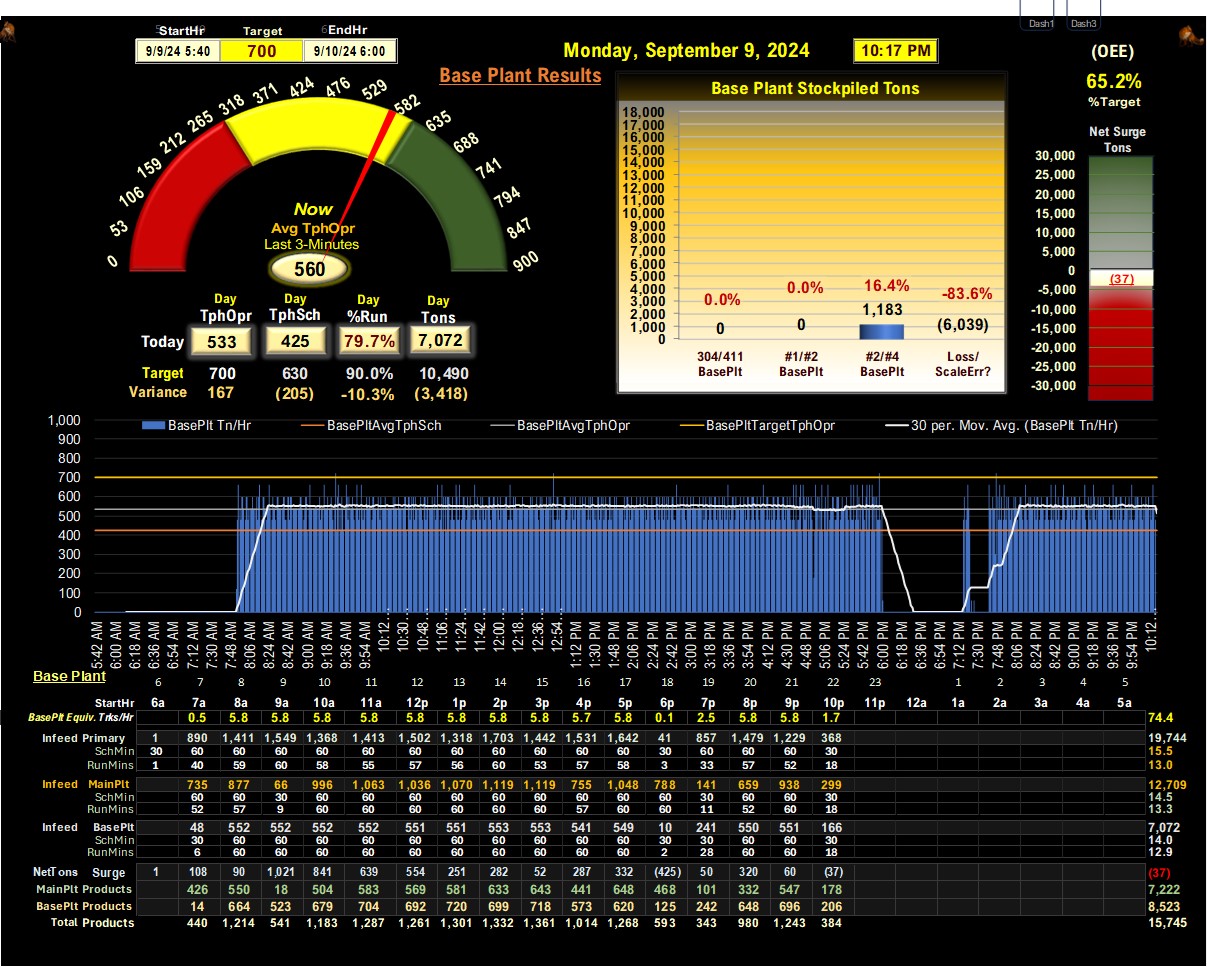 Dash1 Dash3
StartHr Target EndHr
9/9/24 5:40 700 9/10/24 6:00
Monday, September 9, 2024 10:17 PM
(OEE)
65.2%
%Target
Base Plant Results
0 53 106 159 212 265 318 371 424 476 529 582 635 688 741 794 847 900
Now
Avg TphOpr
Last 3-Minutes
560
Day Day Day Day
TphOpr TphSch %Run Tons
Today 533 425 79.7% 7,072
Target 700 630 90.0% 10,490
Variance 167 (205) -10.3% (3,418)
Base Plant Stockpiled Tons
18,000
17,000
16,000
15,000
14,000
13,000
12,000
11,000
10,000
9,000
8,000
7,000
6,000
5,000
4,000
3,000
2,000
1,000
0
0.0% 0.0% 16.4% -83.6%
0 0 1,183 (6,039)
304/411 #1/#2 #2/#4 Loss/
BasePlt BasePlt BasePlt ScaleErr?
Net Surge
Tons
30,000
25,000
20,000
15,000
10,000
5,000
0
(37)
-5,000
-10,000
-15,000
-20,000
-25,000
-30,000
BasePlt Tn/Hr BasePltAvgTphSch BasePltAvgTphOpr BasePltTargetTphOpr 30 per. Mov. Avg. (BasePlt Tn/Hr)
1,000
900
800
700
600
500
400
300
200
100
0
5:42 AM 6:00 AM 6:18 AM 6:36 AM 6:54 AM 7:12 AM 7:30 AM 7:48 AM 8:06 AM 8:24 AM 8:42 AM 9:00 AM 9:18 AM 9:36 AM 9:54 AM 10:12... 10:30... 10:48... 11:06... 11:24... 11:42... 12:00... 12:18... 12:36... 12:54... 1:12 PM 1:30 PM 1:48 PM 2:06 PM 2:24 PM 2:42 PM 3:00 PM 3:18 PM 3:36 PM 3:54 PM 4:12 PM 4:30 PM 4:48 PM 5:06 PM 5:24 PM 5:42 PM 6:00 PM 6:18 PM 6:36 PM 6:54 PM 7:12 PM 7:30 PM 7:48 PM 8:06 PM 8:24 PM 8:42 PM 9:00 PM 9:18 PM 9:36 PM 9:54 PM 10:12...
Base Plant 6 7 8 9 10 11 12 13 14 15 16 17 18 19 20 21 22 23 1 2 3 4 5
StartHr 6a 7a 8a 9a 10a 11a 12p 1p 2p 3p 4p 5p 6p 7p 8p 9p 10p 11p 12a 1a 2a 3a 4a 5a
BasePlt Equiv. Trks/Hr 0.5 5.8 5.8 5.8 5.8 5.8 5.8 5.8 5.8 5.7 5.8 0.1 2.5 5.8 5.8 1.7 74.4
Infeed Primary 1 890 1,411 1,549 1,368 1,413 1,502 1,318 1,703 1,442 1,531 1,642 41 857 1,479 1,229 368 19,744
SchMin 30 60 60 60 60 60 60 60 60 60 60 60 30 60 60 60 30 15.5
RunMins 1 40 59 60 58 55 57 56 60 53 57 58 3 33 57 52 18 13.0
Infeed MainPlt 735 877 66 996 1,063 1,036 1,070 1,119 1,119 755 1,048 788 141 659 938 299 12,709
SchMin 60 60 30 60 60 60 60 60 60 60 60 60 30 60 60 30 14.5
RunMins 52 57 9 60 60 60 60 60 60 57 60 60 11 52 60 18 13.3
Infeed BasePlt 48 552 552 552 552 551 551 553 553 541 549 10 241 550 551 166 7,072
SchMin 30 60 60 60 60 60 60 60 60 60 60 30 30 60 60 30 14.0
RunMins 6 60 60 60 60 60 60 60 60 60 60 2 28 60 60 18 12.9
NetTons Surge 1 108 90 1,021 841 639 554 251 282 52 287 332 (425) 50 320 60 (37) (37)
MainPlt Products 426 550 18 504 583 569 581 633 643 441 648 468 101 332 547 178 7,222
BasePlt Products 14 664 523 679 704 692 720 699 718 573 620 125 242 648 696 206 8,523
Total Products 440 1,214 541 1,183 1,287 1,261 1,301 1,332 1,361 1,014 1,268 593 343 980 1,243 384 15,745